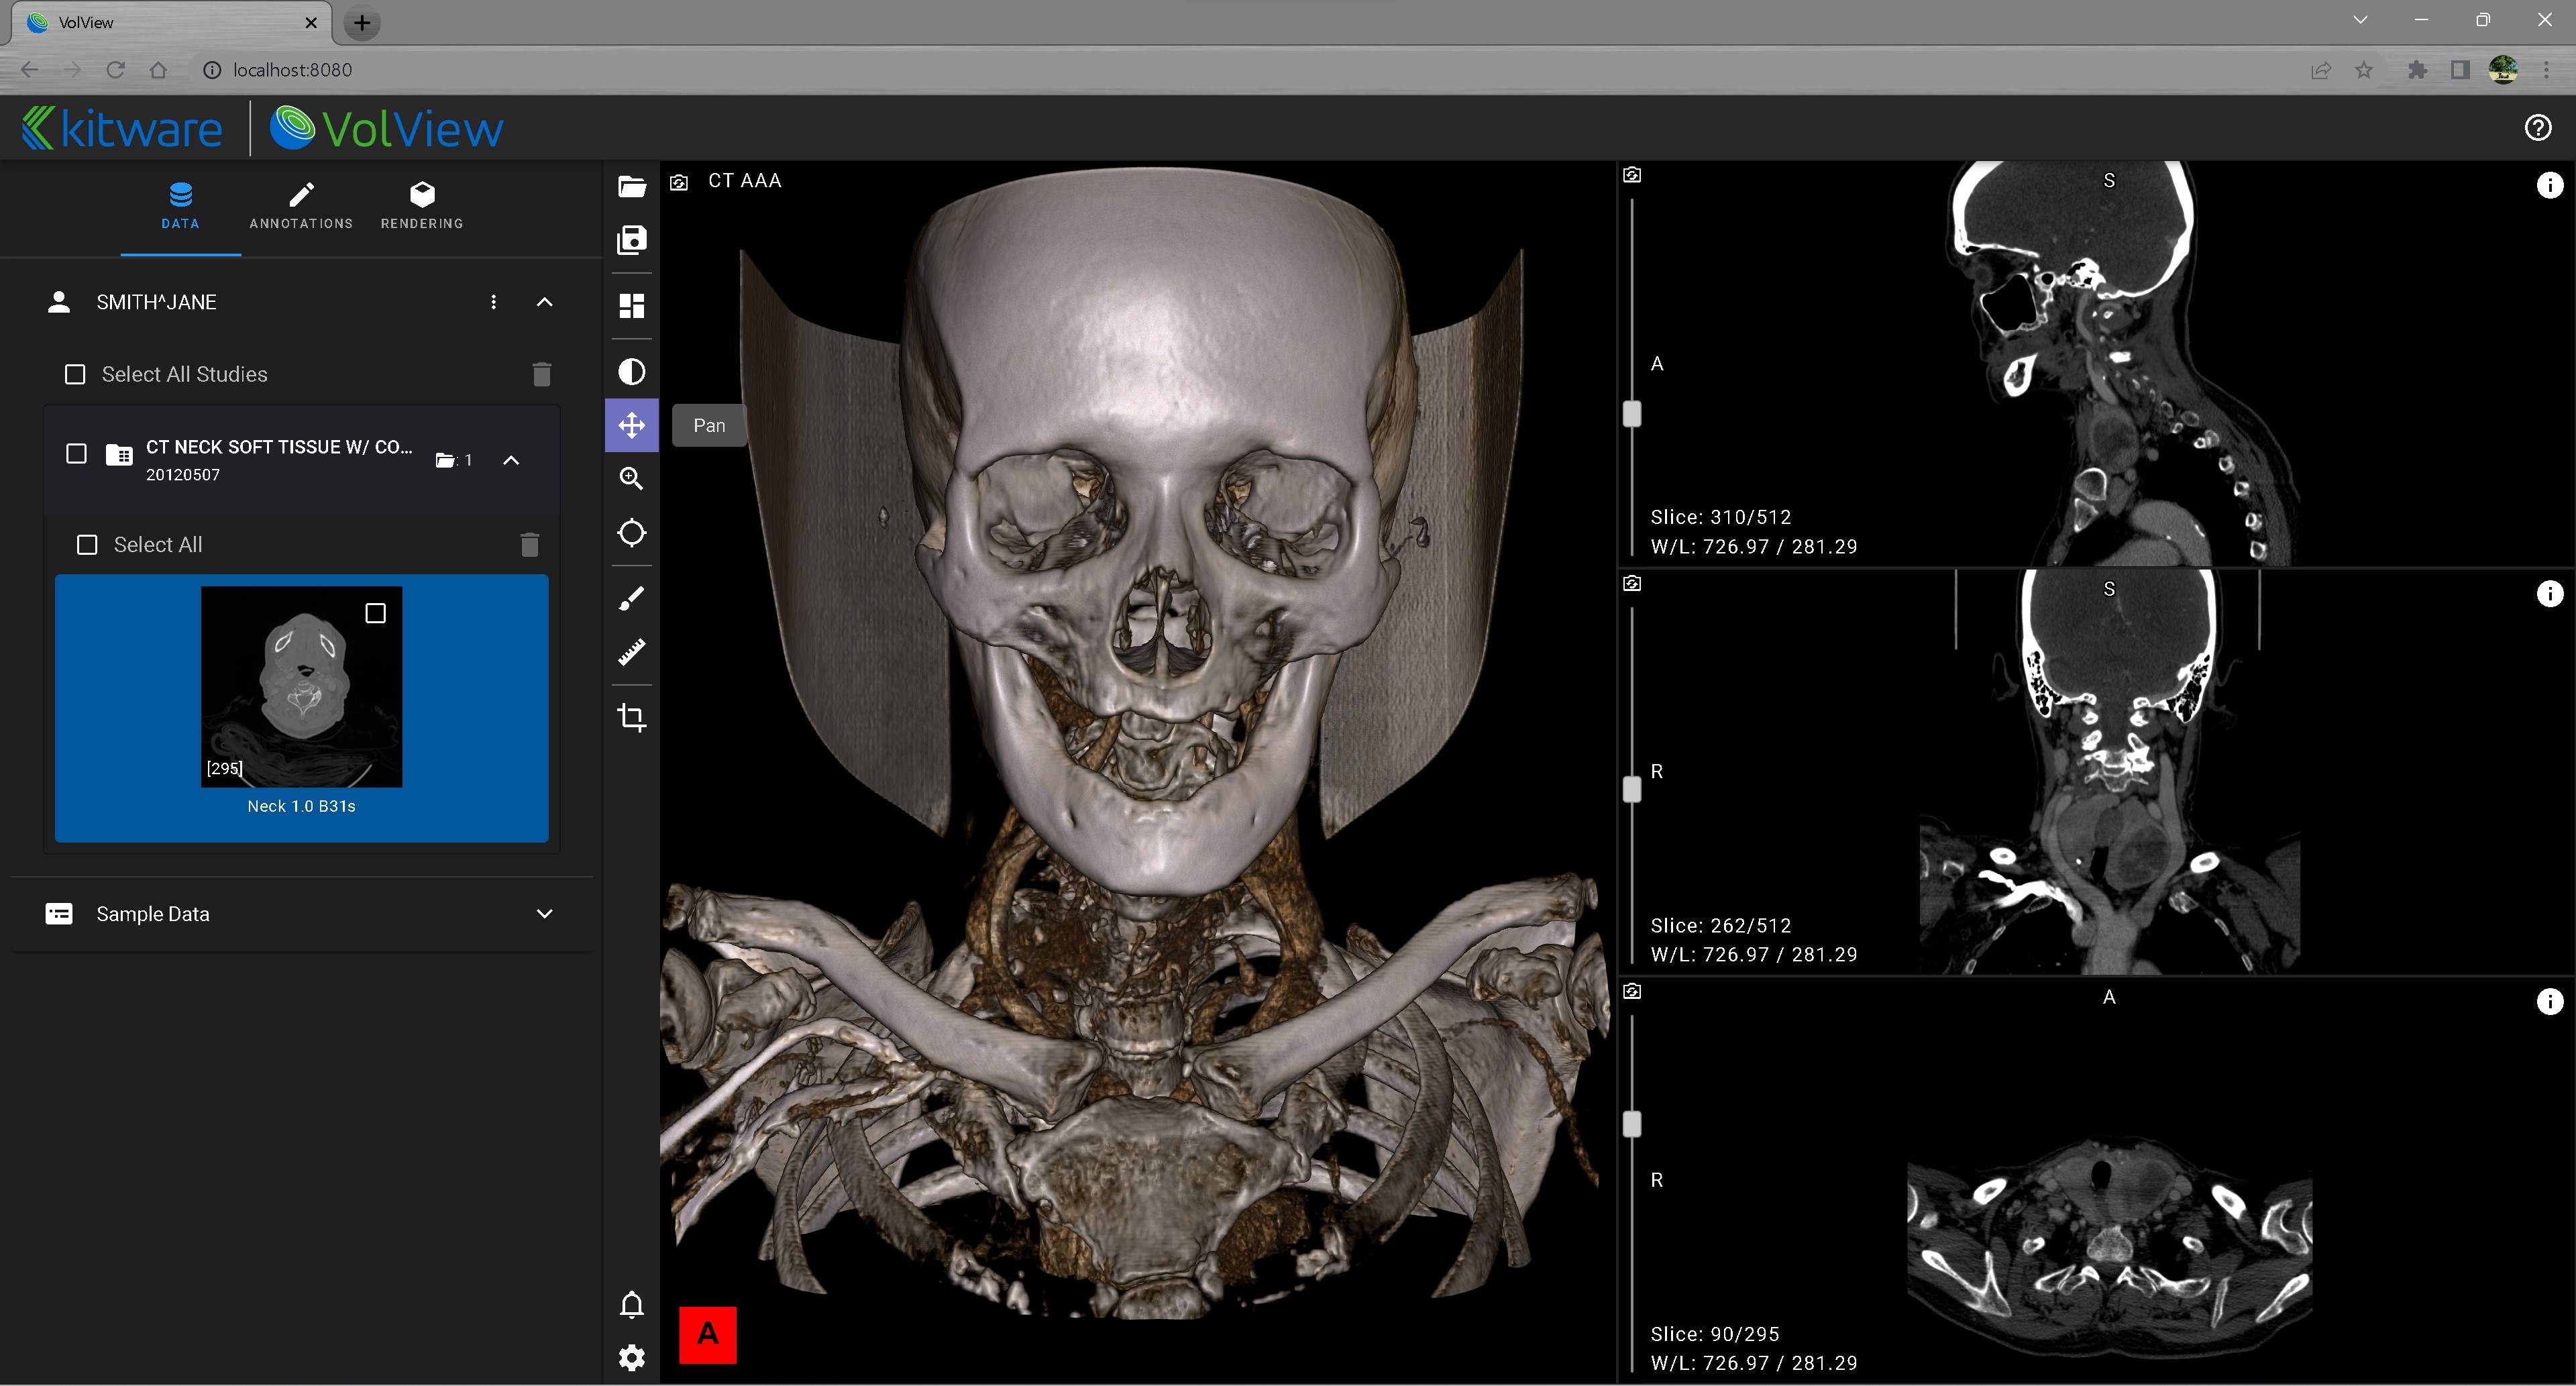 VolView
localhost:8080
kitware VolView
DATA
ANNOTATIONS
RENDERING
SMITH^JANE
Select All Studies
CT NECK SOFT TISSUE W/ CO...
20120507
: 1
Select All
[295]
Neck 1.0 B31s
Sample Data
Pan
CT AAA
A
S
A
Slice: 310/512
W/L: 726.97 / 281.29
S
R
Slice: 262/512
W/L: 726.97 / 281.29
A
R
Slice: 90/295
W/L: 726.97 / 281.29